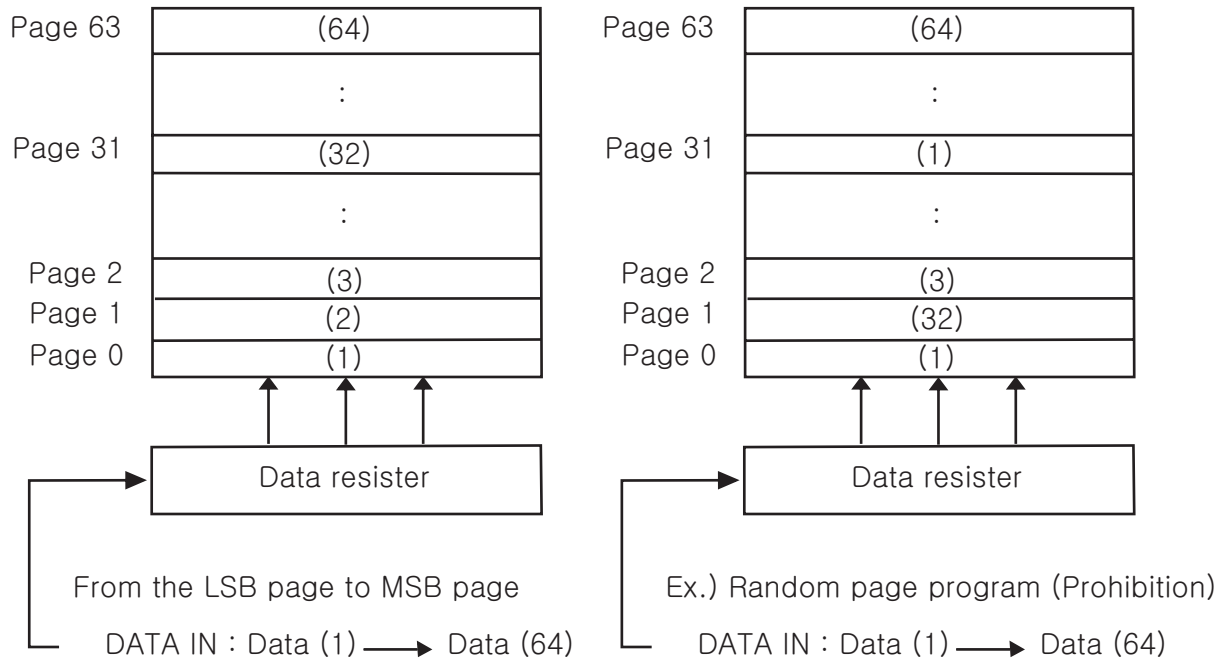 Page 63
(64)
:
Page 31
(32)
:
Page 2
(3)
Page 1
(2)
Page 0
(1)
Data resister
From the LSB page to MSB page
DATA IN : Data (1) Data (64)
Page 63
(64)
:
Page 31
(1)
:
Page 2
(3)
Page 1
(32)
Page 0
(1)
Data resister
Ex.) Random page program (Prohibition)
DATA IN : Data (1) Data (64)